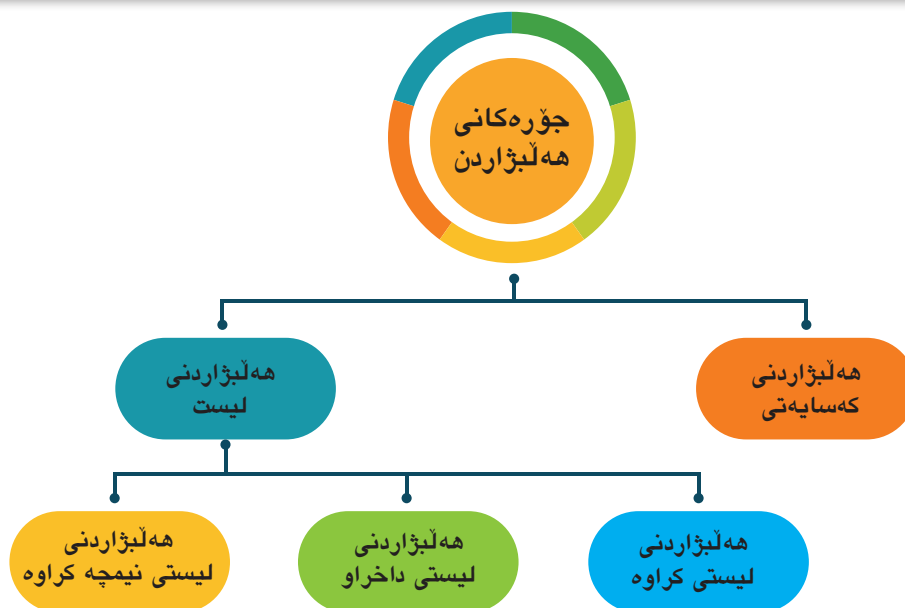 جۆرەکانی
هەڵبژاردن
هەڵبژاردنی
کەسایەتی
هەڵبژاردنی
لیست
هەڵبژاردنی
لیستی کراوە
هەڵبژاردنی
لیستی داخراو
هەڵبژاردنی
لیستی نیمچە کراوە